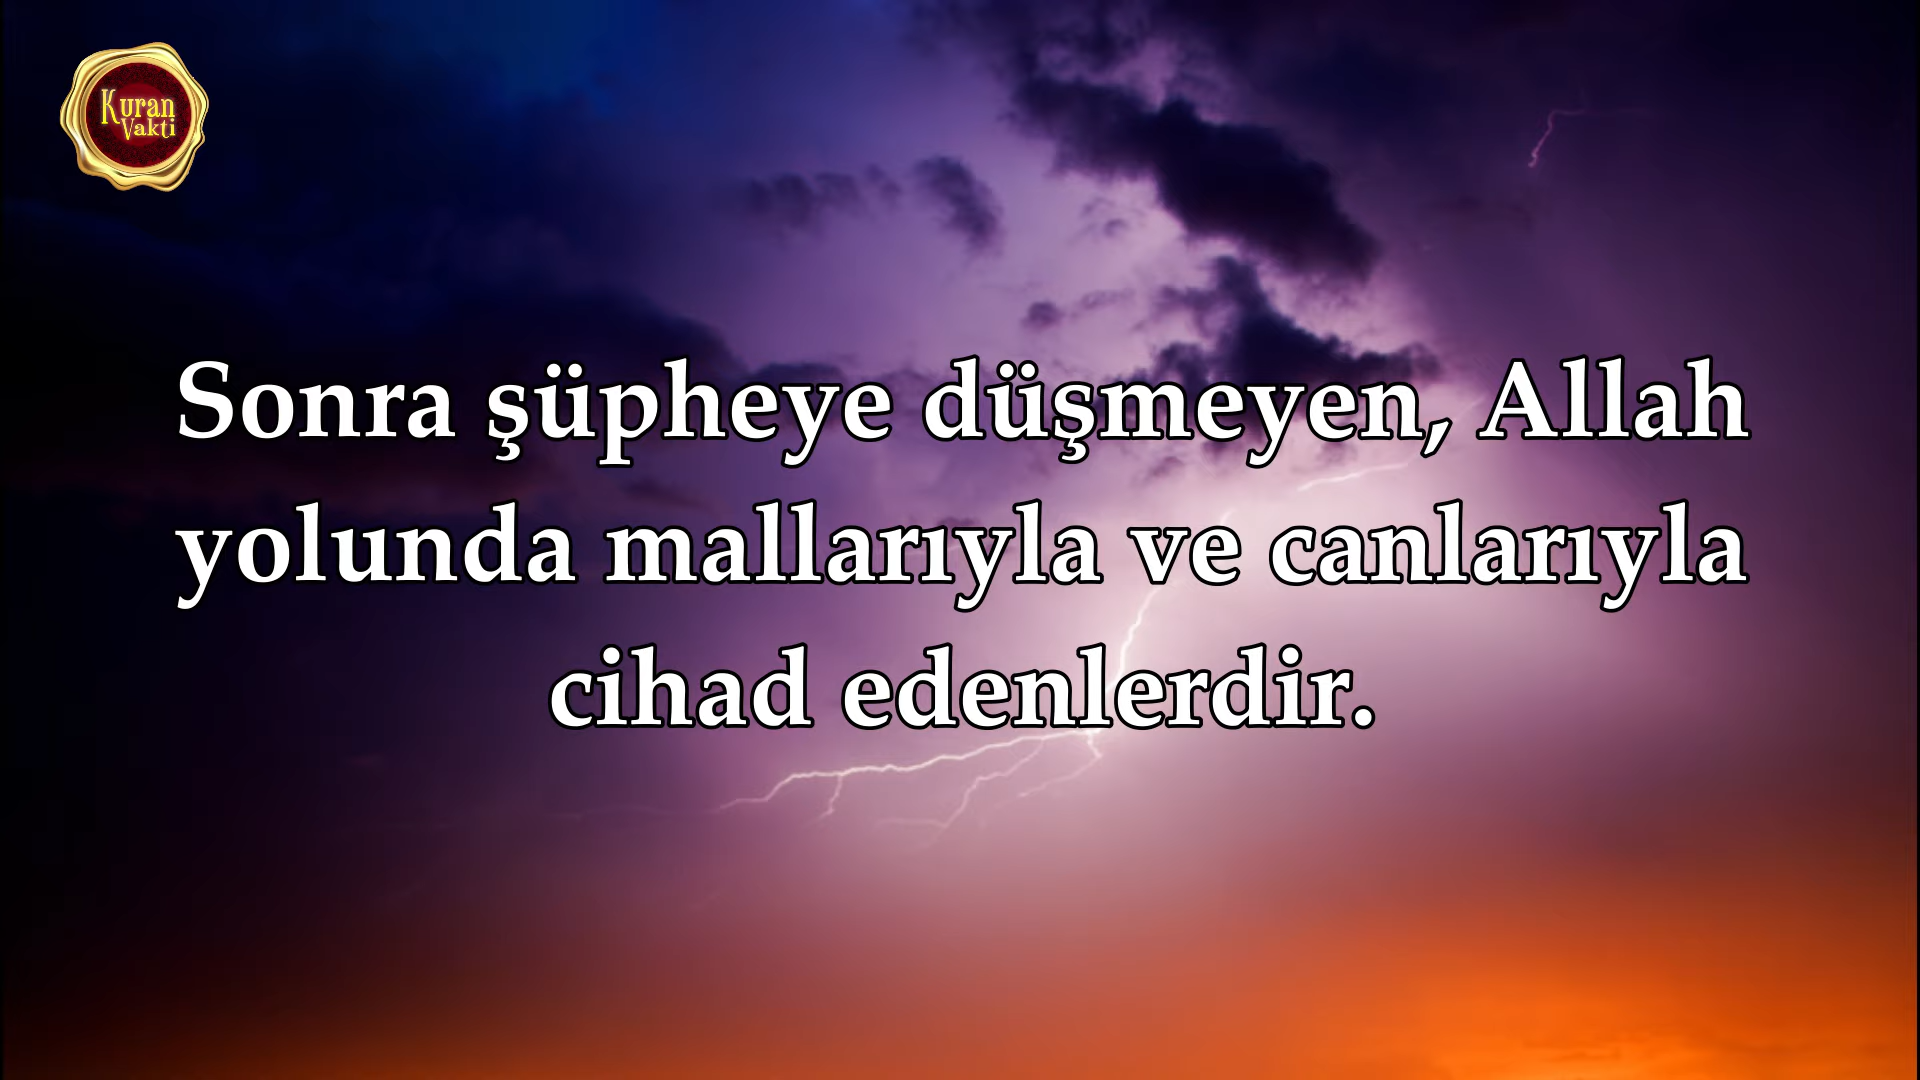 Kuran
Vakti
Sonra şüpheye düşmeyen, Allah
yolunda mallarıyla ve canlarıyla
cihad edenlerdir.